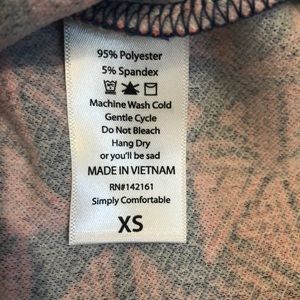 95% Polyester
5% Spandex
Machine Wash Cold
Gentle Cycle
Do Not Bleach
Hang Dry
or you'll be sad
MADE IN VIETNAM
RN#142161
Simply Comfortable
XS